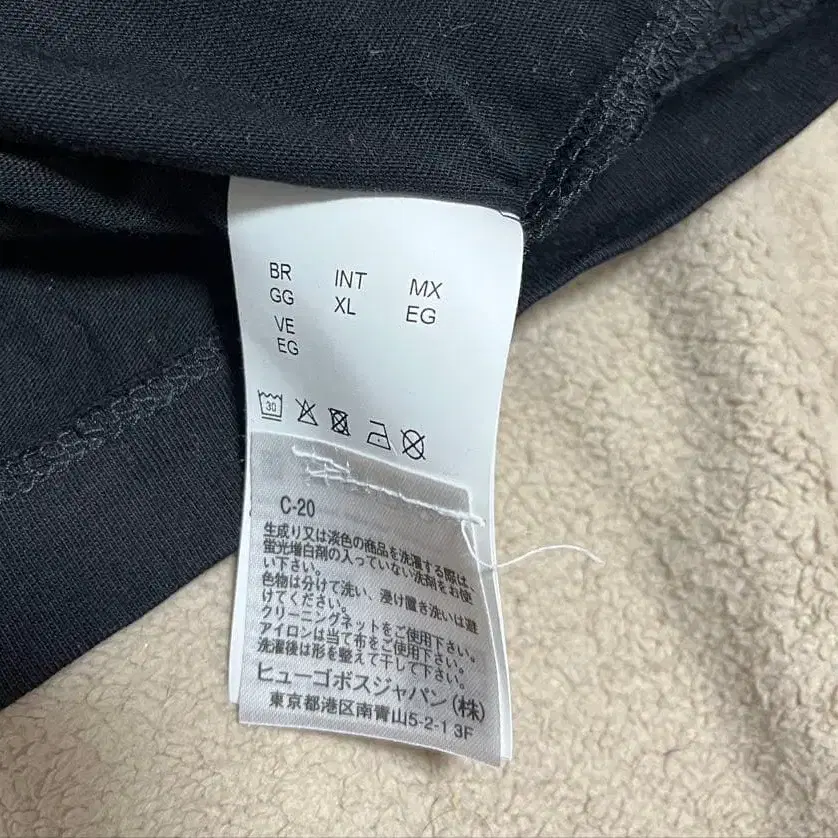 BR INT MX
GG XL EG
VE
EG
30
C-20
生成り又は淡色の商品を洗濯する際は、
蛍光増白剤の入っていない洗剤をお使
い下さい。
色物は分けて洗い、浸け置き洗いは避
けてください。
クリーニングネットをご使用下さい。
アイロンは当て布をご使用下さい。
洗濯後は形を整えて干して下さい。
ヒューゴボスジャパン(株)
東京都港区南青山5-2-1 3F